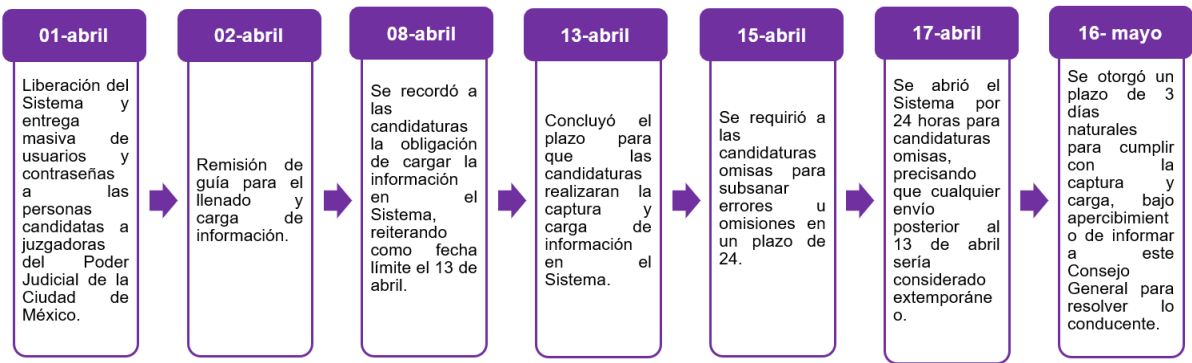 01-abril
Liberación del
Sistema y
entrega
masiva de
usuarios y
contraseñas
a las
personas
candidatas a
juzgadoras
del Poder
Judicial de la
Ciudad de
México.
02-abril
Remisión de
guía para el
llenado y
carga de
información.
08-abril
Se recordó a
las
candidaturas
la obligación
de cargar la
información
en el
Sistema,
reiterando
como fecha
límite el 13 de
abril.
13-abril
Concluyó el
plazo para
que las
candidaturas
realizaran la
captura y
carga de
información
en el
Sistema.
15-abril
Se requirió a
las
candidaturas
omisas para
subsanar
errores u
omisiones en
un plazo de
24.
17-abril
Se abrió el
Sistema por
24 horas para
candidaturas
omisas,
precisando
que cualquier
envío
posterior al
13 de abril
sería
considerado
extemporáne
o.
16- mayo
Se otorgó un
plazo de 3
días
naturales
para cumplir
con la
captura y
carga, bajo
apercibimient
o de informar
a este
Consejo
General para
resolver lo
conducente.